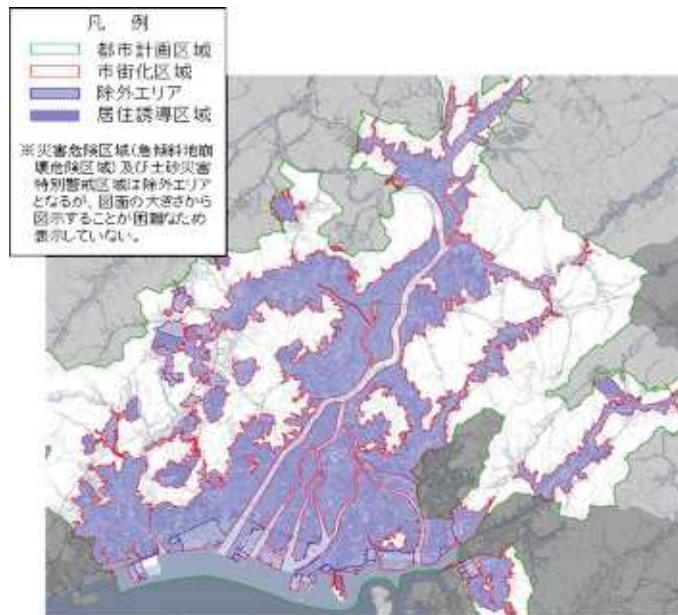 凡 例
都市計画区域
市街化区域
除外エリア
居住誘導区域
※災害危険区域(急傾斜地崩
壊危険区域)及び土砂災害
特別警戒区域は除外エリア
となるが、図面の大きさから
図示することが困難なため
表示していない。